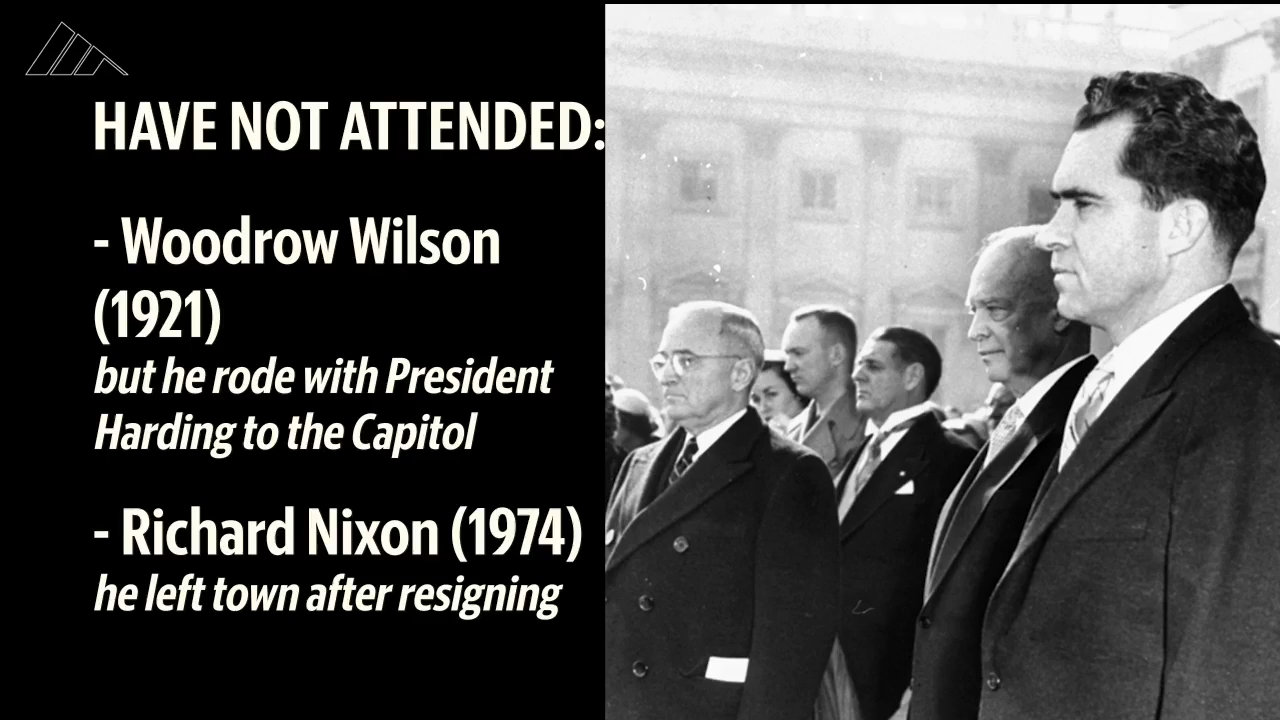 HAVE NOT ATTENDED:
- Woodrow Wilson
(1921)
but he rode with President
Harding to the Capitol
- Richard Nixon (1974)
he left town after resigning